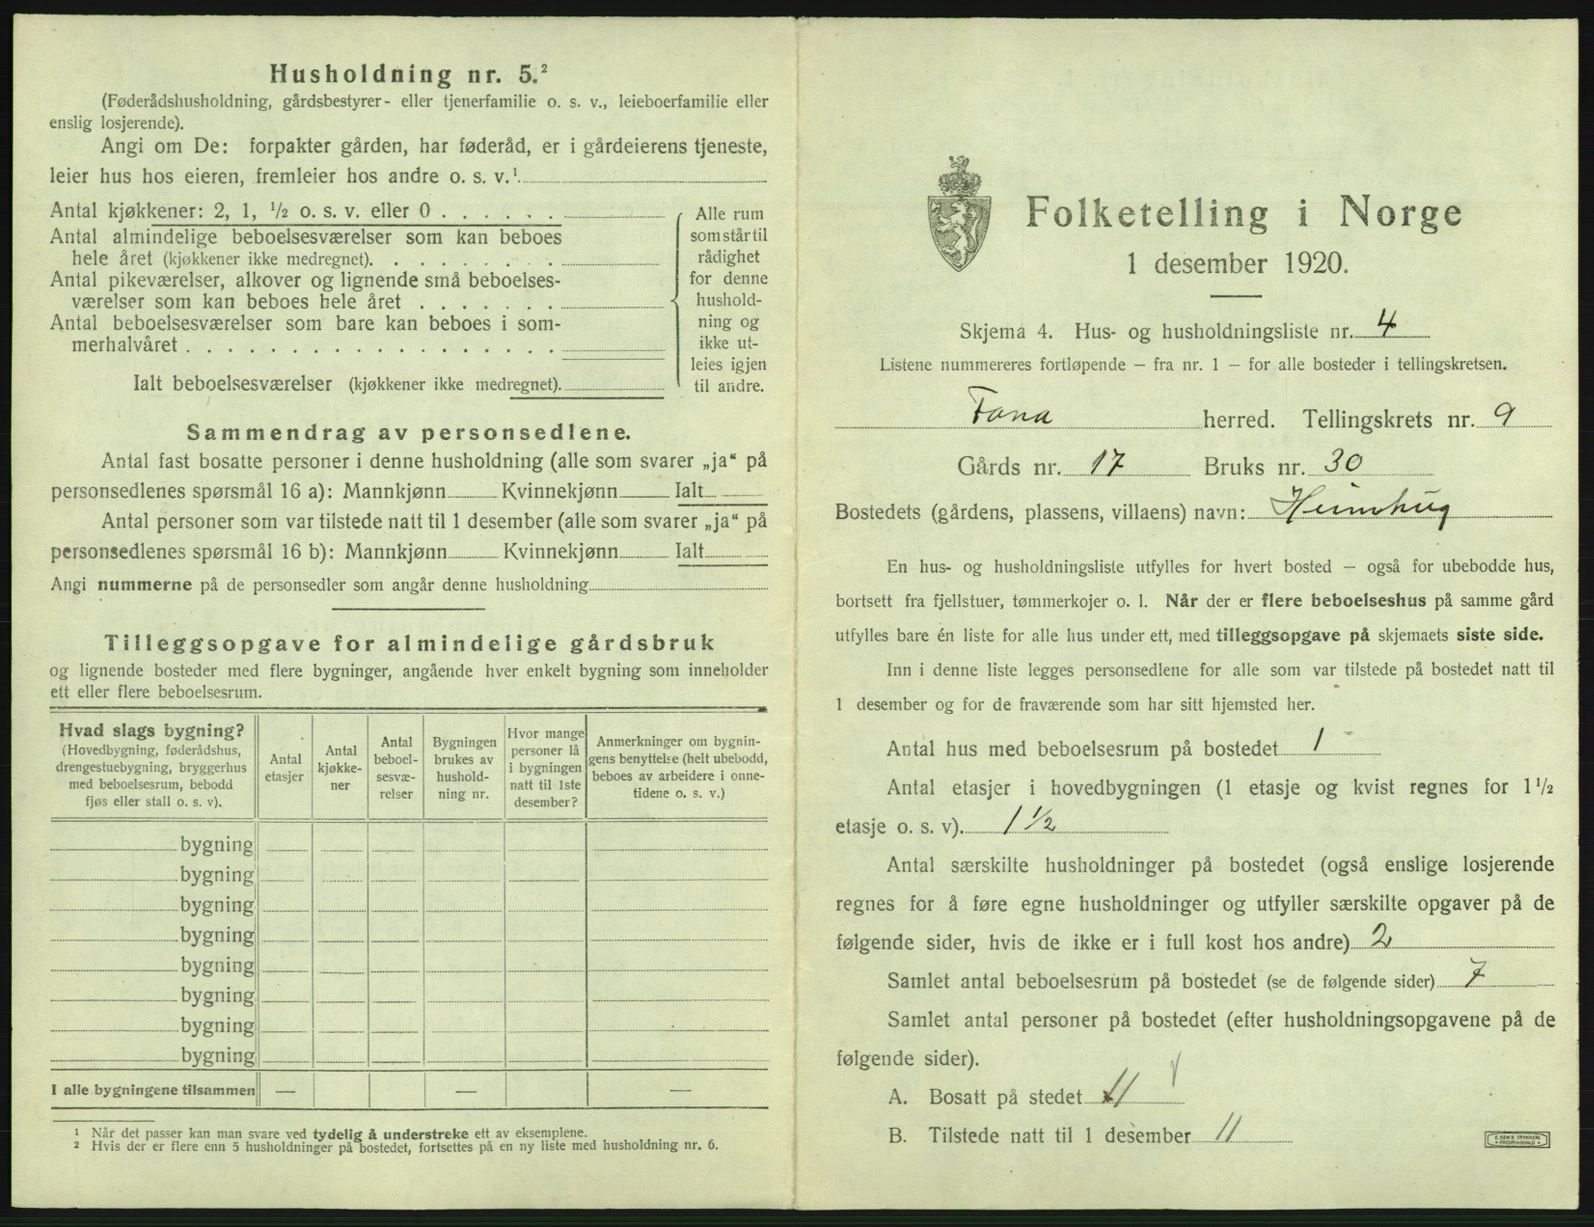 Husholdning nr. 5.²
(Føderådshusholdning, gårdsbestyrer- eller tjenerfamilie o. s. v., leieboerfamilie eller
enslig losjerende).
Angi om De: forpakter gården, har føderåd, er i gårdeierens tjeneste,
leier hus hos eieren, fremleier hos andre o. s. v.¹
Antal kjøkkener: 2, 1, ½ o. s. v. eller 0 . . . . . .
Antal almindelige beboelsesværelser som kan beboes
hele året (kjøkkener ikke medregnet). . . . . . . . .
Antal pikeværelser, alkover og lignende små beboelses-
værelser som kan beboes hele året . . . . . . .
Antal beboelsesværelser som bare kan beboes i som-
merhalvåret . . . . . . . . . . . . . . . . . .
Ialt beboelsesværelser (kjøkkener ikke medregnet).
Alle rum
som står til
rådighet
for denne
hushold-
ning og
ikke ut-
leies igjen
til andre.
Sammendrag av personsedlene.
Antal fast bosatte personer i denne husholdning (alle som svarer „ja“ på
personsedlenes spørsmål 16 a): Mannkjønn Kvinnekjønn Ialt
Antal personer som var tilstede natt til 1 desember (alle som svarer „ja“ på
personsedlenes spørsmål 16 b): Mannkjønn Kvinnekjønn Ialt
Angi nummerne på de personsedler som angår denne husholdning
Tilleggsopgave for almindelige gårdsbruk
og lignende bosteder med flere bygninger, angående hver enkelt bygning som inneholder
ett eller flere beboelsesrum.
Hvad slags bygning?
(Hovedbygning, føderådshus,
drengestuebygning, bryggerhus
med beboelsesrum, bebodd
fjøs eller stall o. s. v).
Antal
etasjer
Antal
kjøkke-
ner
Antal
beboel-
sesvæ-
relser
Bygningen
brukes av
hushold-
ning nr.
Hvor mange
personer lå
i bygningen
natt til 1ste
desember?
Anmerkninger om bygnin-
gens benyttelse (helt ubebodd,
beboes av arbeidere i onne-
tidene o. s. v.)
bygning
bygning
bygning
bygning
bygning
bygning
bygning
bygning
I alle bygningene tilsammen — — —
¹ Når det passer kan man svare ved tydelig å understreke ett av eksemplene.
² Hvis der er flere enn 5 husholdninger på bostedet, fortsettes på en ny liste med husholdning nr. 6.
Folketelling i Norge
1 desember 1920.
Skjema 4. Hus- og husholdningsliste nr. 4
Listene nummereres fortløpende — fra nr. 1 — for alle bosteder i tellingskretsen.
Fana herred. Tellingskrets nr. 9
Gårds nr. 17 Bruks nr. 30
Bostedets (gårdens, plassens, villaens) navn: Heimhug
En hus- og husholdningsliste utfylles for hvert bosted — også for ubebodde hus,
bortsett fra fjellstuer, tømmerkojer o. l. Når der er flere beboelseshus på samme gård
utfylles bare én liste for alle hus under ett, med tilleggsopgave på skjemaets siste side.
Inn i denne liste legges personsedlene for alle som var tilstede på bostedet natt til
1 desember og for de fraværende som har sitt hjemsted her.
Antal hus med beboelsesrum på bostedet 1
Antal etasjer i hovedbygningen (1 etasje og kvist regnes for 1½
etasje o. s. v). 1½
Antal særskilte husholdninger på bostedet (også enslige losjerende
regnes for å føre egne husholdninger og utfyller særskilte opgaver på de
følgende sider, hvis de ikke er i full kost hos andre) 2
Samlet antal beboelsesrum på bostedet (se de følgende sider) 7
Samlet antal personer på bostedet (efter husholdningsopgavene på de
følgende sider).
A. Bosatt på stedet 11
B. Tilstede natt til 1 desember 11